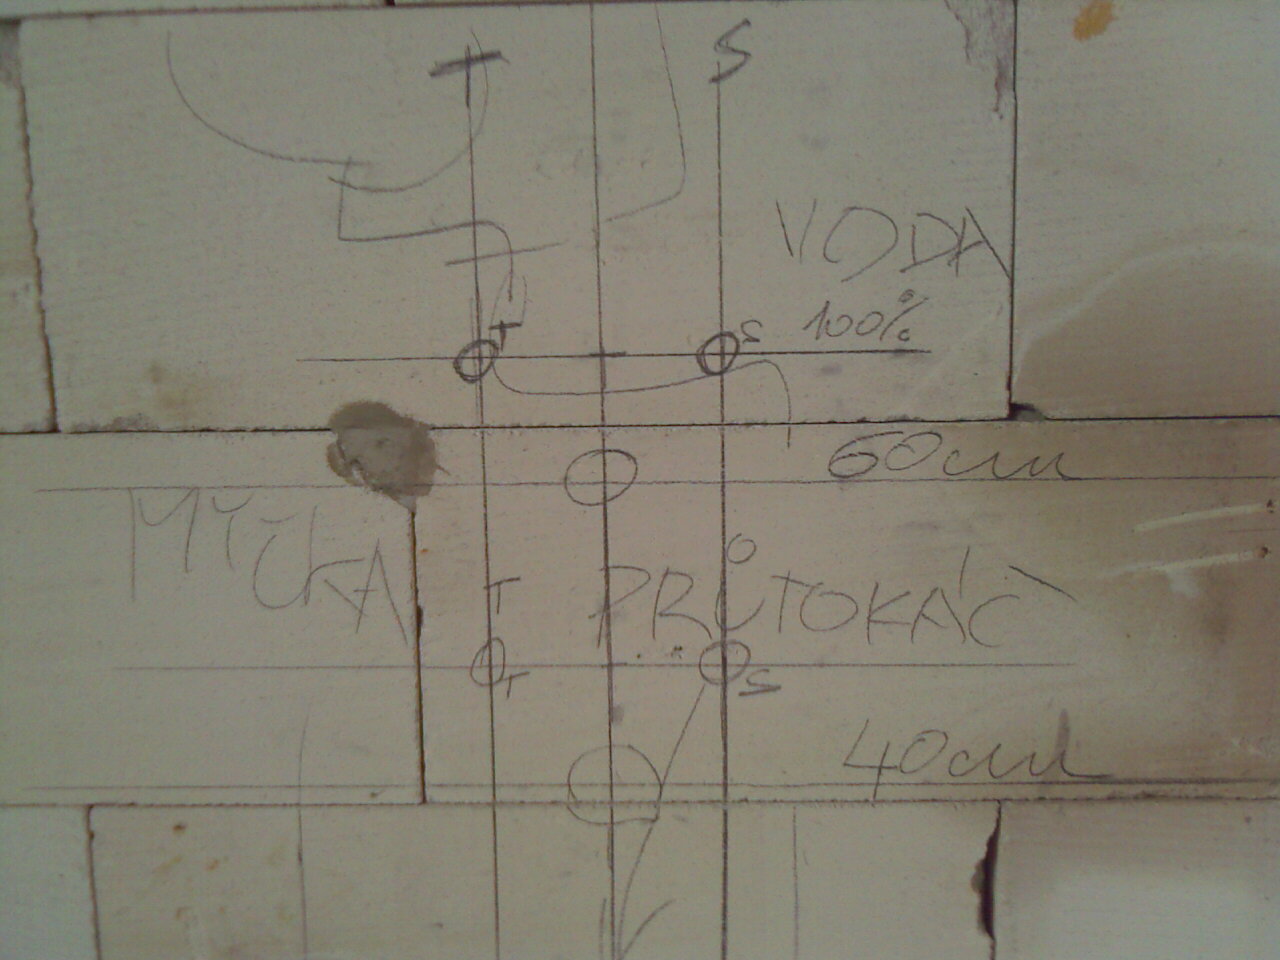 T S
VODA
T S 100%
60cm
MYČKA
T PRŮTOKÁČ
T S
40cm